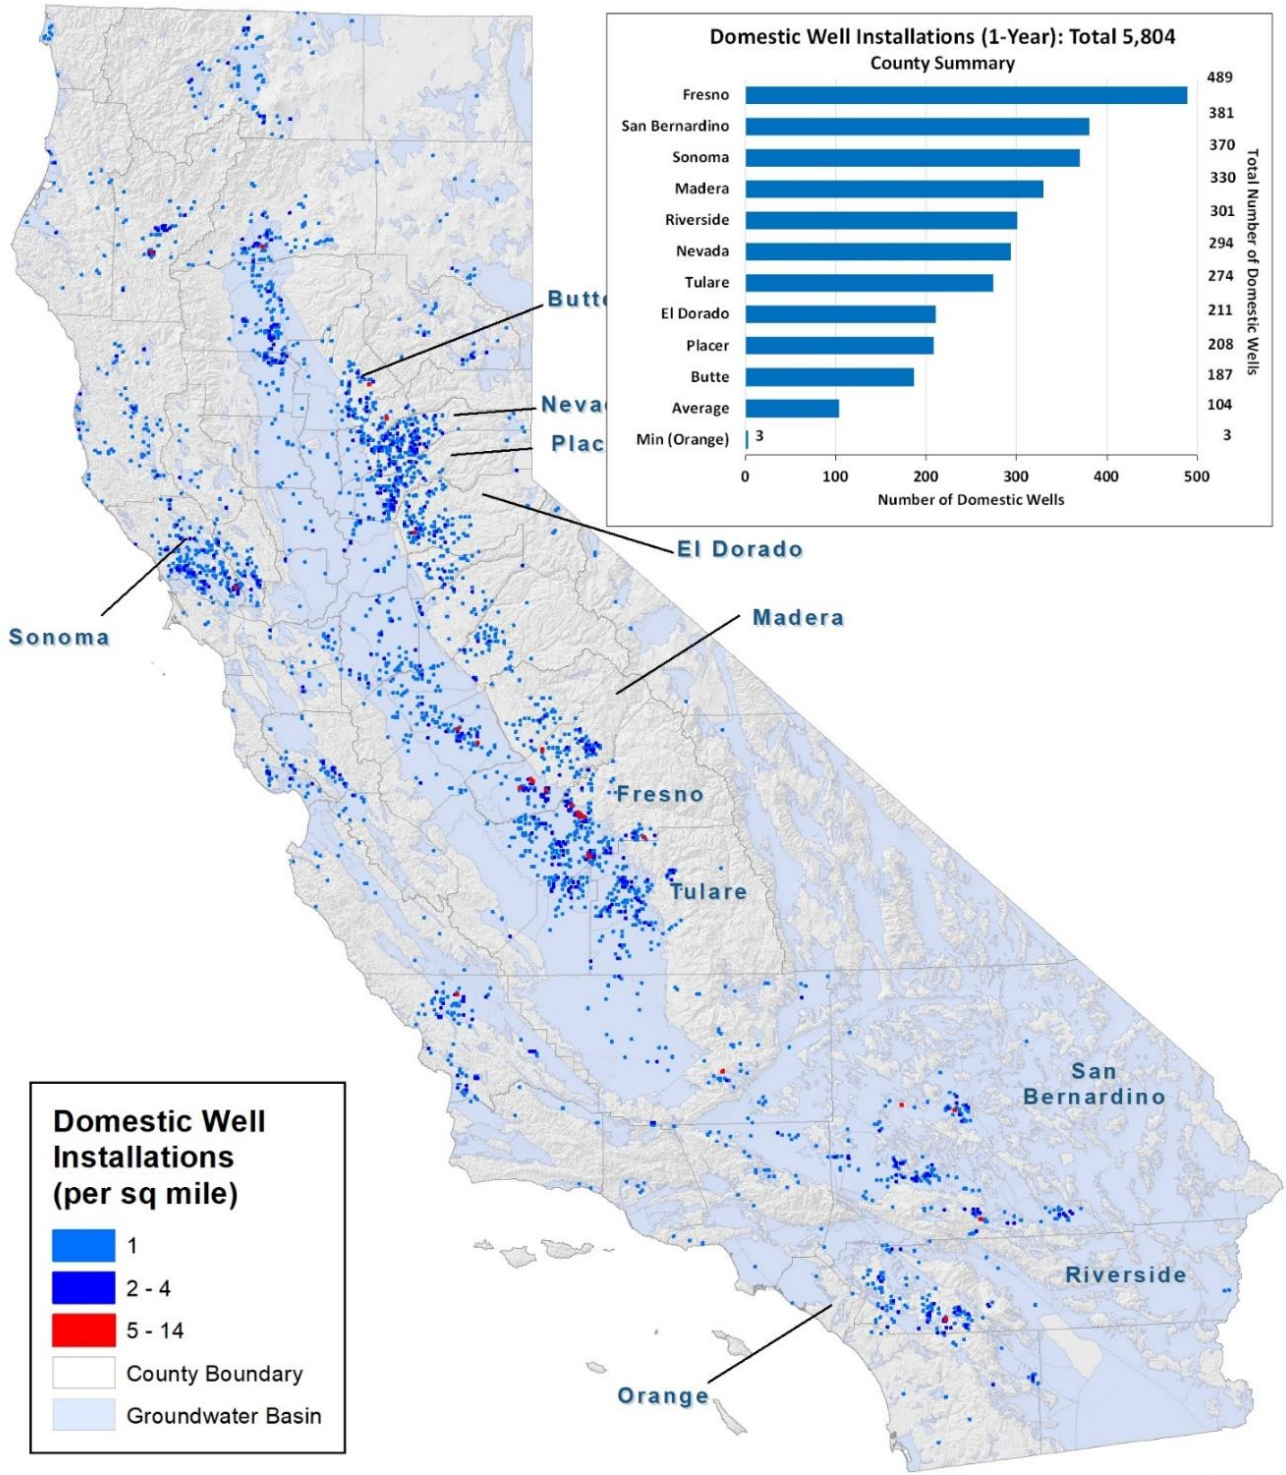 Domestic Well Installations (1-Year): Total 5,804
County Summary
Fresno 489
San Bernardino 381
Sonoma 370
Madera 330
Riverside 301
Nevada 294
Tulare 274
El Dorado 211
Placer 208
Butte 187
Average 104
Min (Orange) 3 3
0 100 200 300 400 500
Number of Domestic Wells
Total Number of Domestic Wells
Butte
Neva
Plac
El Dorado
Madera
Sonoma
Fresno
Tulare
San
Bernardino
Riverside
Orange
Domestic Well
Installations
(per sq mile)
1
2 - 4
5 - 14
County Boundary
Groundwater Basin